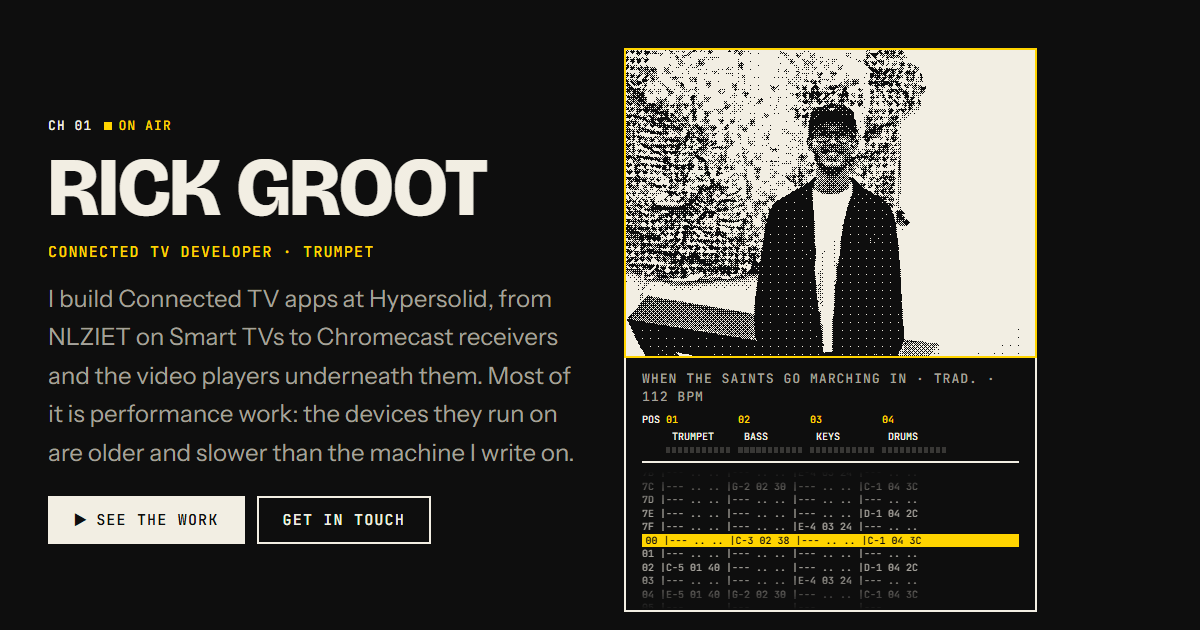 CH 01 ON AIR
RICK GROOT
CONNECTED TV DEVELOPER · TRUMPET
I build Connected TV apps at Hypersolid, from
NLZIET on Smart TVs to Chromecast receivers
and the video players underneath them. Most of
it is performance work: the devices they run on
are older and slower than the machine I write on.
▶ SEE THE WORK
GET IN TOUCH
WHEN THE SAINTS GO MARCHING IN · TRAD. ·
112 BPM
POS 01 02 03 04
TRUMPET BASS KEYS DRUMS
7C |--- .. .. |G-2 02 30 |--- .. .. |C-1 04 3C
7D |--- .. .. |--- .. .. |--- .. .. |--- .. ..
7E |--- .. .. |--- .. .. |--- .. .. |D-1 04 2C
7F |--- .. .. |--- .. .. |E-4 03 24 |--- .. ..
00 |--- .. .. |C-3 02 38 |--- .. .. |C-1 04 3C
01 |--- .. .. |--- .. .. |--- .. .. |--- .. ..
02 |C-5 01 40 |--- .. .. |--- .. .. |D-1 04 2C
03 |--- .. .. |--- .. .. |E-4 03 24 |--- .. ..
04 |E-5 01 40 |G-2 02 30 |--- .. .. |C-1 04 3C